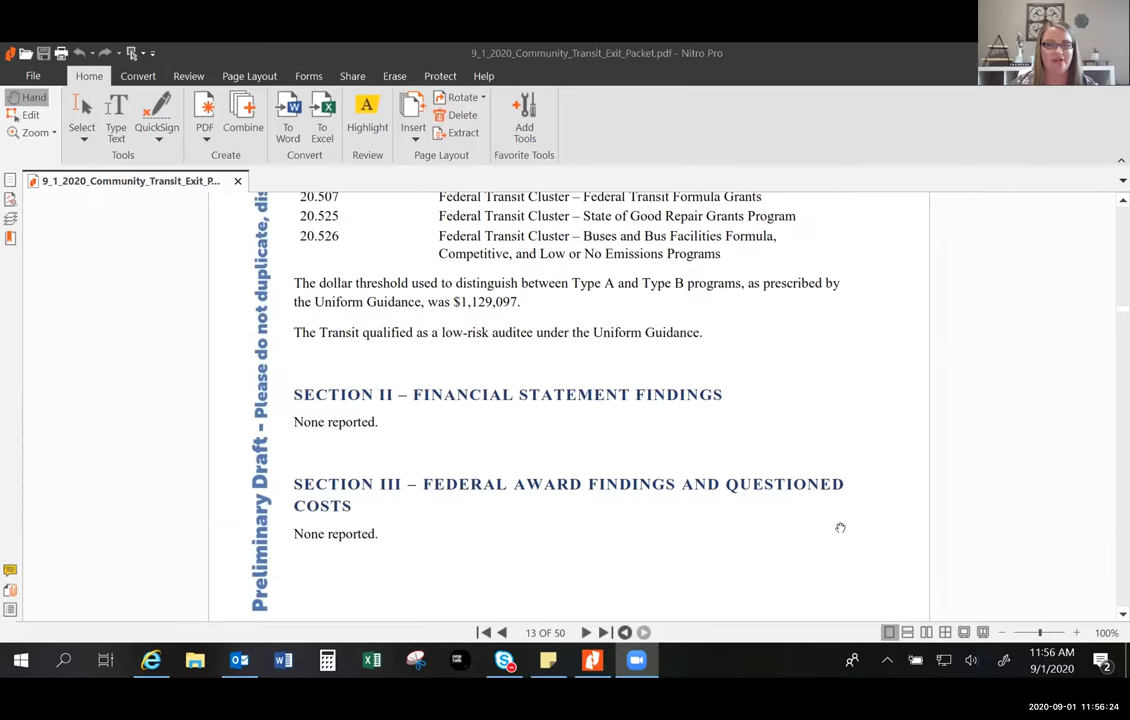 9_1_2020_Community_Transit_Exit_Packet.pdf - Nitro Pro
File Home Convert Review Page Layout Forms Share Erase Protect Help
Hand
Edit
Zoom
Select
Type Text
QuickSign
Tools
PDF
Combine
Create
To Word
To Excel
Convert
Highlight
Review
Insert
Rotate
Delete
Extract
Page Layout
Add Tools
Favorite Tools
9_1_2020_Community_Transit_Exit_P...
Preliminary Draft - Please do not duplicate, dis
20.507 Federal Transit Cluster – Federal Transit Formula Grants
20.525 Federal Transit Cluster – State of Good Repair Grants Program
20.526 Federal Transit Cluster – Buses and Bus Facilities Formula,
Competitive, and Low or No Emissions Programs
The dollar threshold used to distinguish between Type A and Type B programs, as prescribed by
the Uniform Guidance, was $1,129,097.
The Transit qualified as a low-risk auditee under the Uniform Guidance.
SECTION II – FINANCIAL STATEMENT FINDINGS
None reported.
SECTION III – FEDERAL AWARD FINDINGS AND QUESTIONED
COSTS
None reported.
13 OF 50
100%
11:56 AM
9/1/2020
2
2020-09-01 11:56:24